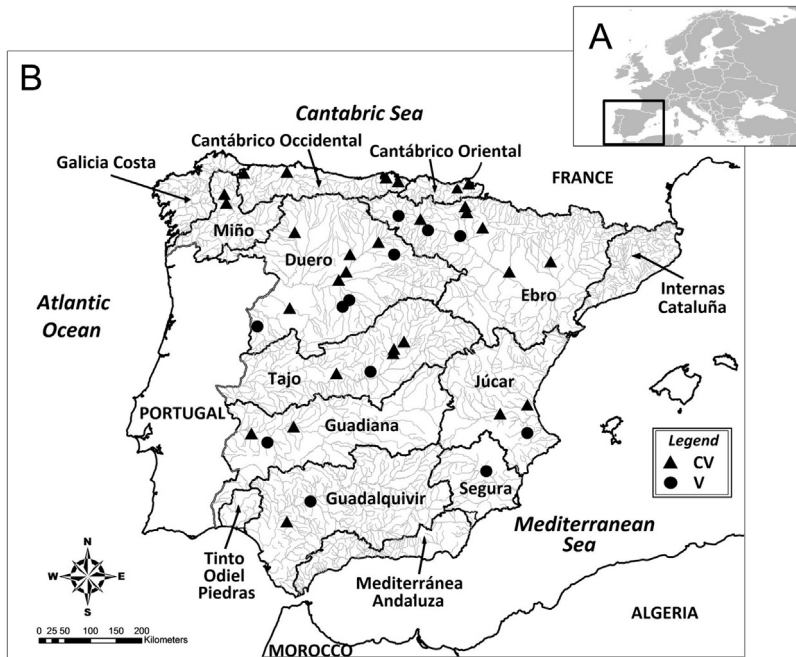 A
B
Cantabric Sea
Cantábrico Occidental
Cantábrico Oriental
Galicia Costa
FRANCE
Miño
Duero
Ebro
Internas
Cataluña
Atlantic
Ocean
Tajo
Júcar
PORTUGAL
Guadiana
Legend
CV
V
Segura
Guadalquivir
Mediterranean
Sea
Tinto
Odiel
Piedras
Mediterránea
Andaluza
N
W
E
S
0 25 50 100 150 200
Kilometers
MOROCCO
ALGERIA